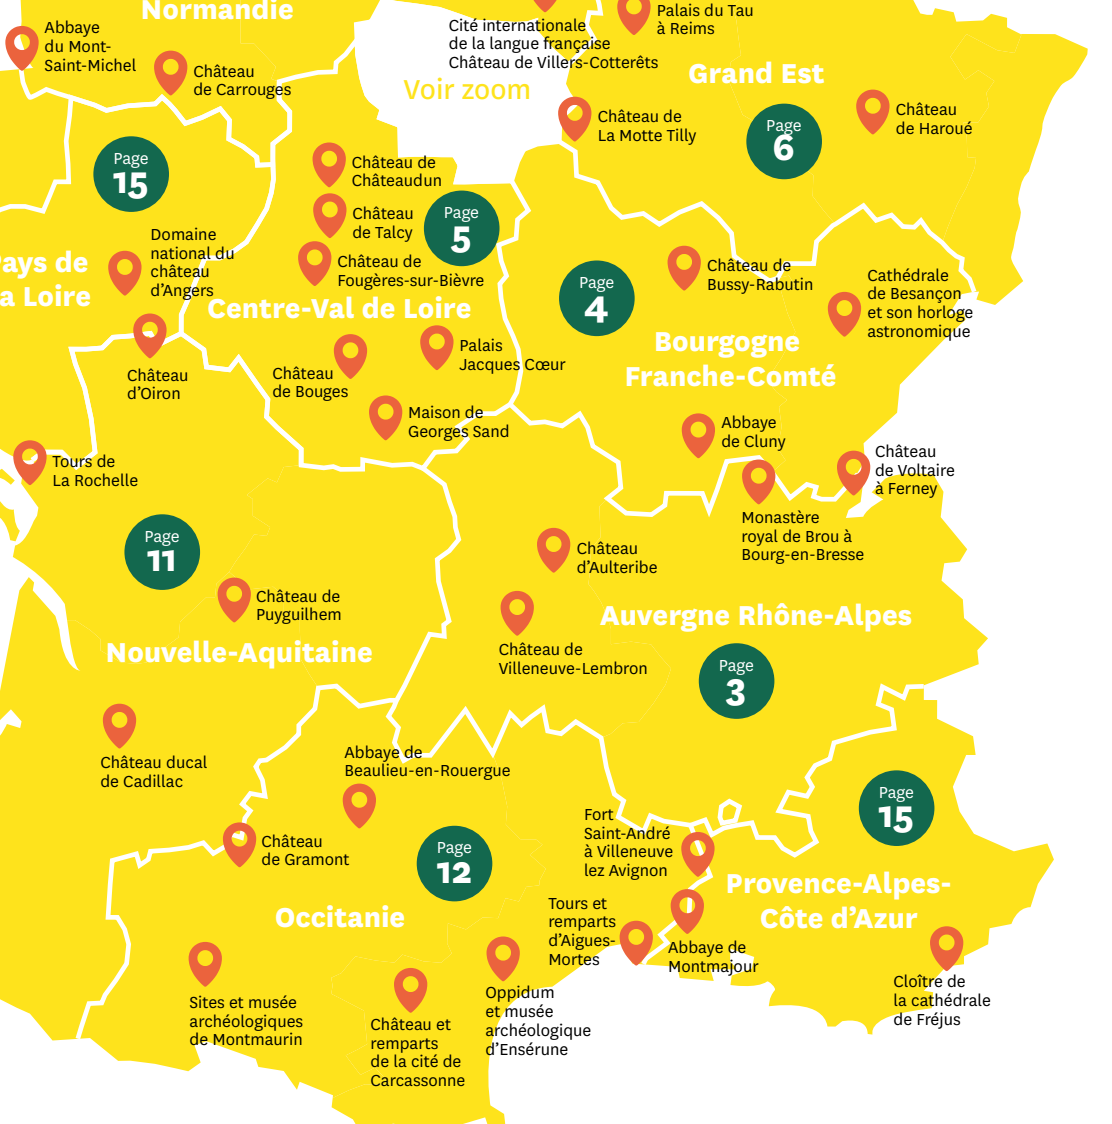 Normandie
Abbaye
du Mont-
Saint-Michel
Château
de Carrouges
Cité internationale
de la langue française
Château de Villers-Cotterêts
Palais du Tau
à Reims
Voir zoom
Grand Est
Château de
La Motte Tilly
Page
6
Château
de Haroué
Page
15
Château de
Châteaudun
Château
de Talcy
Page
5
Château de
Fougères-sur-Bièvre
Domaine
national du
château
d'Angers
ays de
a Loire
Centre-Val de Loire
Page
4
Château de
Bussy-Rabutin
Cathédrale
de Besançon
et son horloge
astronomique
Bourgogne
Franche-Comté
Château
d'Oiron
Château
de Bouges
Palais
Jacques Cœur
Maison de
Georges Sand
Abbaye
de Cluny
Château
de Voltaire
à Ferney
Tours de
La Rochelle
Monastère
royal de Brou à
Bourg-en-Bresse
Page
11
Château
d'Aulteribe
Château de
Puyguilhem
Auvergne Rhône-Alpes
Château de
Villeneuve-Lembron
Nouvelle-Aquitaine
Page
3
Château ducal
de Cadillac
Abbaye de
Beaulieu-en-Rouergue
Page
15
Château
de Gramont
Page
12
Fort
Saint-André
à Villeneuve
lez Avignon
Provence-Alpes-
Côte d'Azur
Occitanie
Tours et
remparts
d'Aigues-
Mortes
Abbaye de
Montmajour
Cloître de
la cathédrale
de Fréjus
Sites et musée
archéologiques
de Montmaurin
Château et
remparts
de la cité de
Carcassonne
Oppidum
et musée
archéologique
d'Ensérune